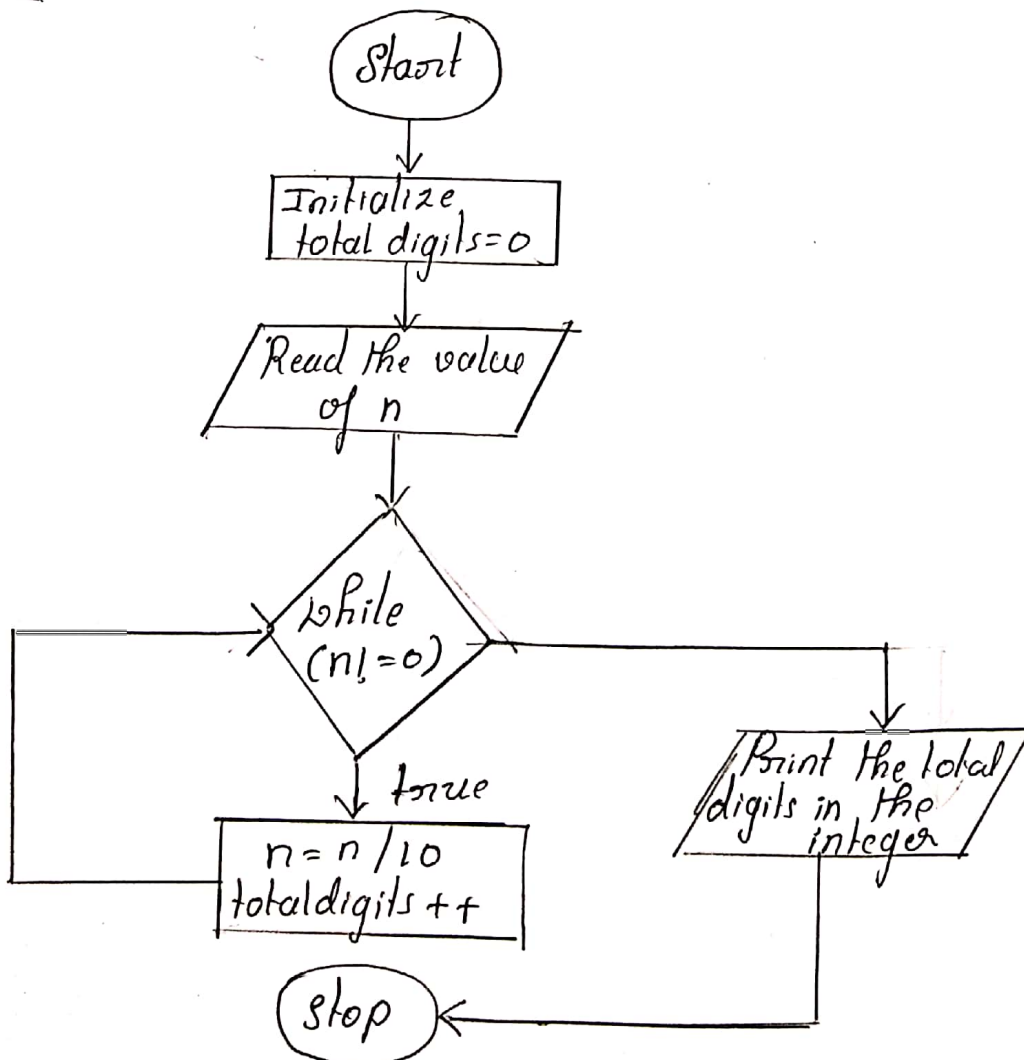 Start
Initialize
total digits=0
Read the value
of n
while
(n!=0)
true
n=n/10
totaldigits++
Print the total
digits in the
integer
Stop